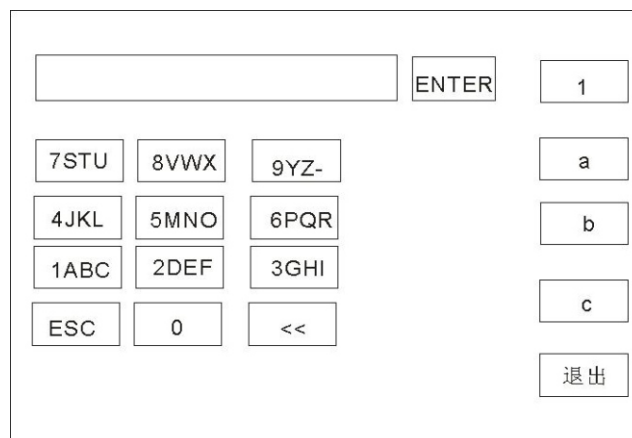 ENTER 1
7STU 8VWX 9YZ- a
4JKL 5MNO 6PQR b
1ABC 2DEF 3GHI
c
ESC 0 <<
退出